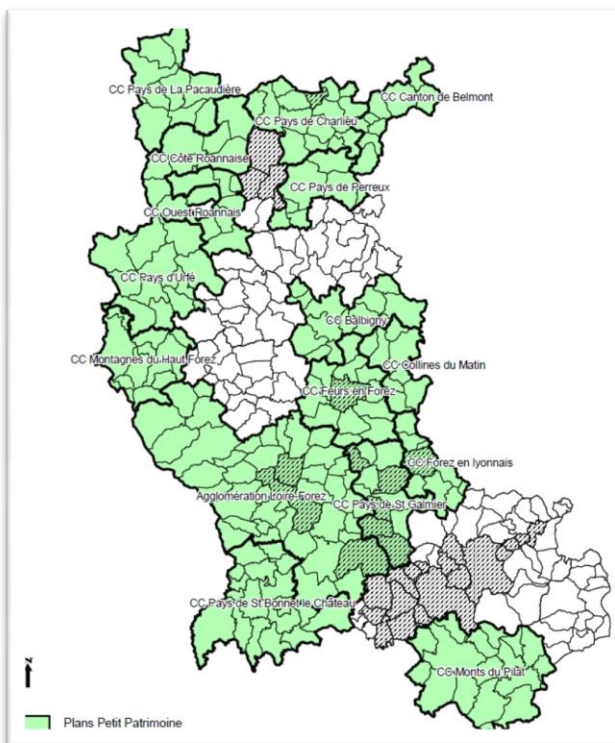 CC Pays de La Pacaudière
CC Canton de Belmont
CC Pays de Charlieu
CC Côte Roannaise
CC Pays de Perreux
CC Ouest Roannais
CC Pays d'Urfé
CC Balbigny
CC Montagnes du Haut Forez
CC Collines du Matin
CC Feurs en Forez
CC Forez en lyonnais
Agglomération Loire Forez
CC Pays de St Galmier
CC Pays de St Bonnet le Château
CC Monts du Pilat
N
Plans Petit Patrimoine